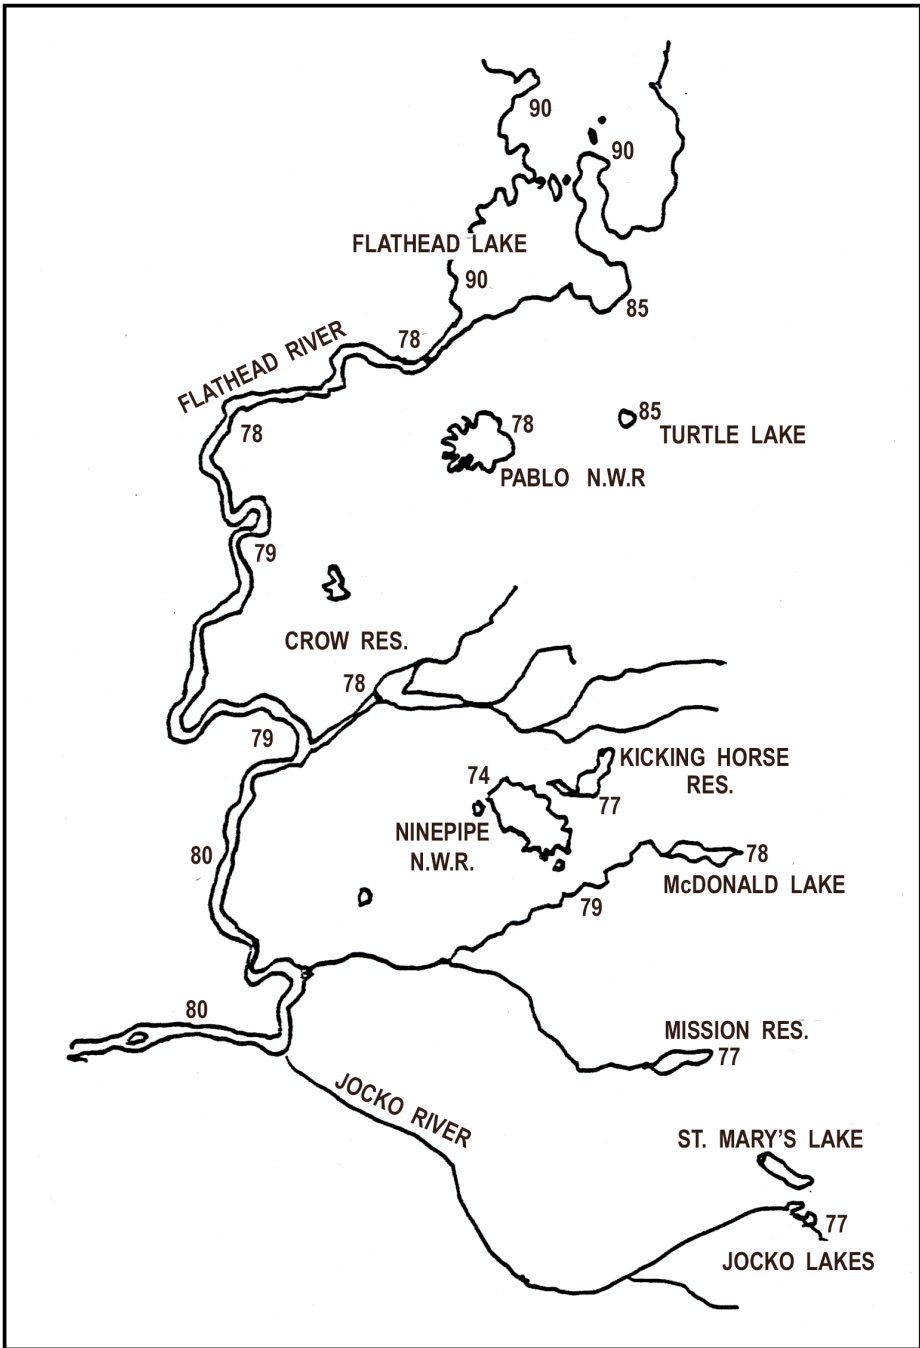 90
90
FLATHEAD LAKE
90
85
78
FLATHEAD RIVER
78
85
TURTLE LAKE
78
PABLO N.W.R
79
CROW RES.
78
79
KICKING HORSE
RES.
74
77
NINEPIPE
N.W.R.
80
78
McDONALD LAKE
79
80
MISSION RES.
77
JOCKO RIVER
ST. MARY'S LAKE
77
JOCKO LAKES